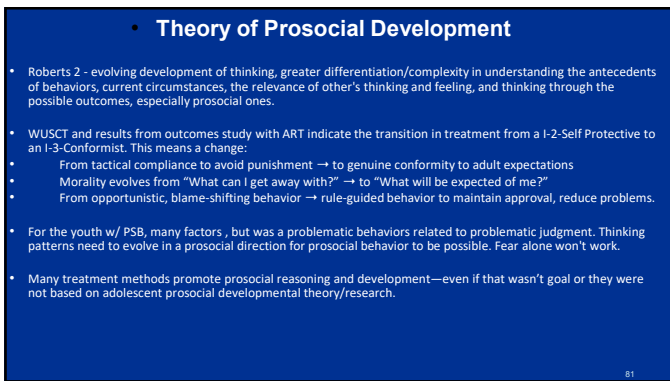 • Theory of Prosocial Development
• Roberts 2 - evolving development of thinking, greater differentiation/complexity in understanding the antecedents
of behaviors, current circumstances, the relevance of other's thinking and feeling, and thinking through the
possible outcomes, especially prosocial ones.
• WUSCT and results from outcomes study with ART indicate the transition in treatment from a I-2-Self Protective to
an I-3-Conformist. This means a change:
• From tactical compliance to avoid punishment → to genuine conformity to adult expectations
• Morality evolves from “What can I get away with?” → to “What will be expected of me?”
• From opportunistic, blame-shifting behavior → rule-guided behavior to maintain approval, reduce problems.
• For the youth w/ PSB, many factors , but was a problematic behaviors related to problematic judgment. Thinking
patterns need to evolve in a prosocial direction for prosocial behavior to be possible. Fear alone won't work.
• Many treatment methods promote prosocial reasoning and development—even if that wasn’t goal or they were
not based on adolescent prosocial developmental theory/research.
81